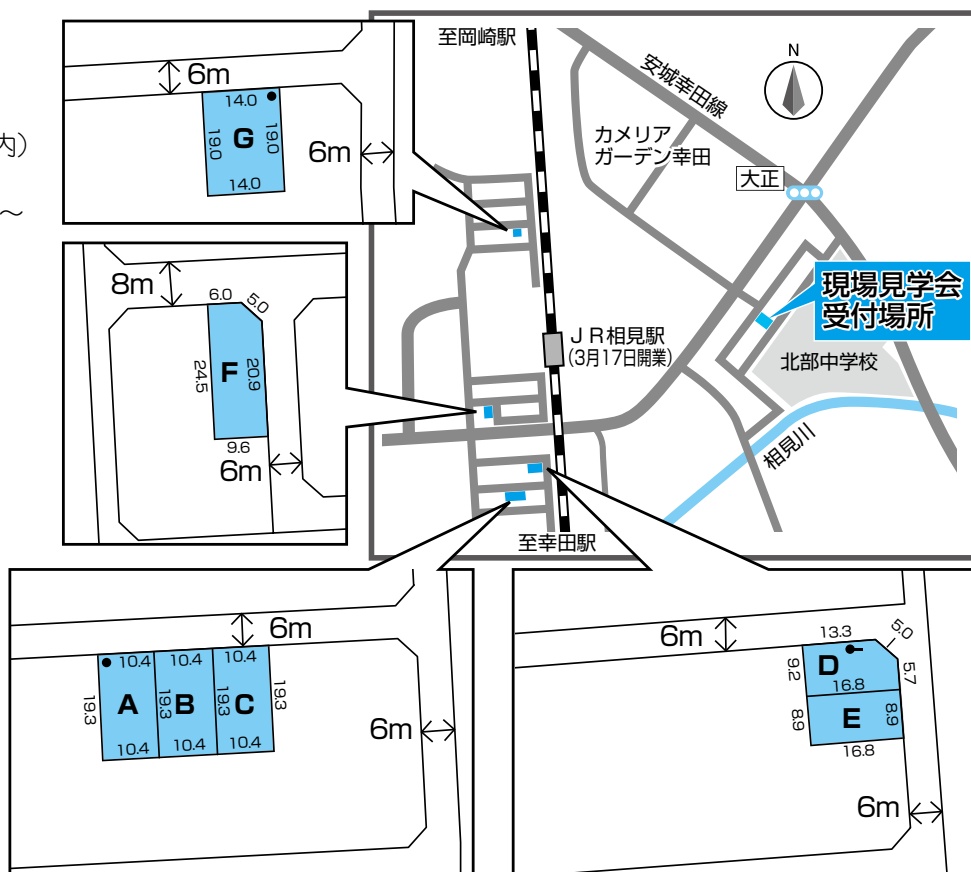 内)
～
6m
14.0
19.0
G
19.0
14.0
6m
8m
6.0
5.0
24.5
F
20.9
9.6
6m
至岡崎駅
安城幸田線
N
カメリア
ガーデン幸田
大正
現場見学会
受付場所
ＪＲ相見駅
(3月17日開業)
北部中学校
相見川
至幸田駅
6m
10.4
10.4
10.4
19.3
A
19.3
B
19.3
C
19.3
10.4
10.4
10.4
6m
6m
13.3
5.0
9.2
D
5.7
16.8
8.9
E
8.9
16.8
6m